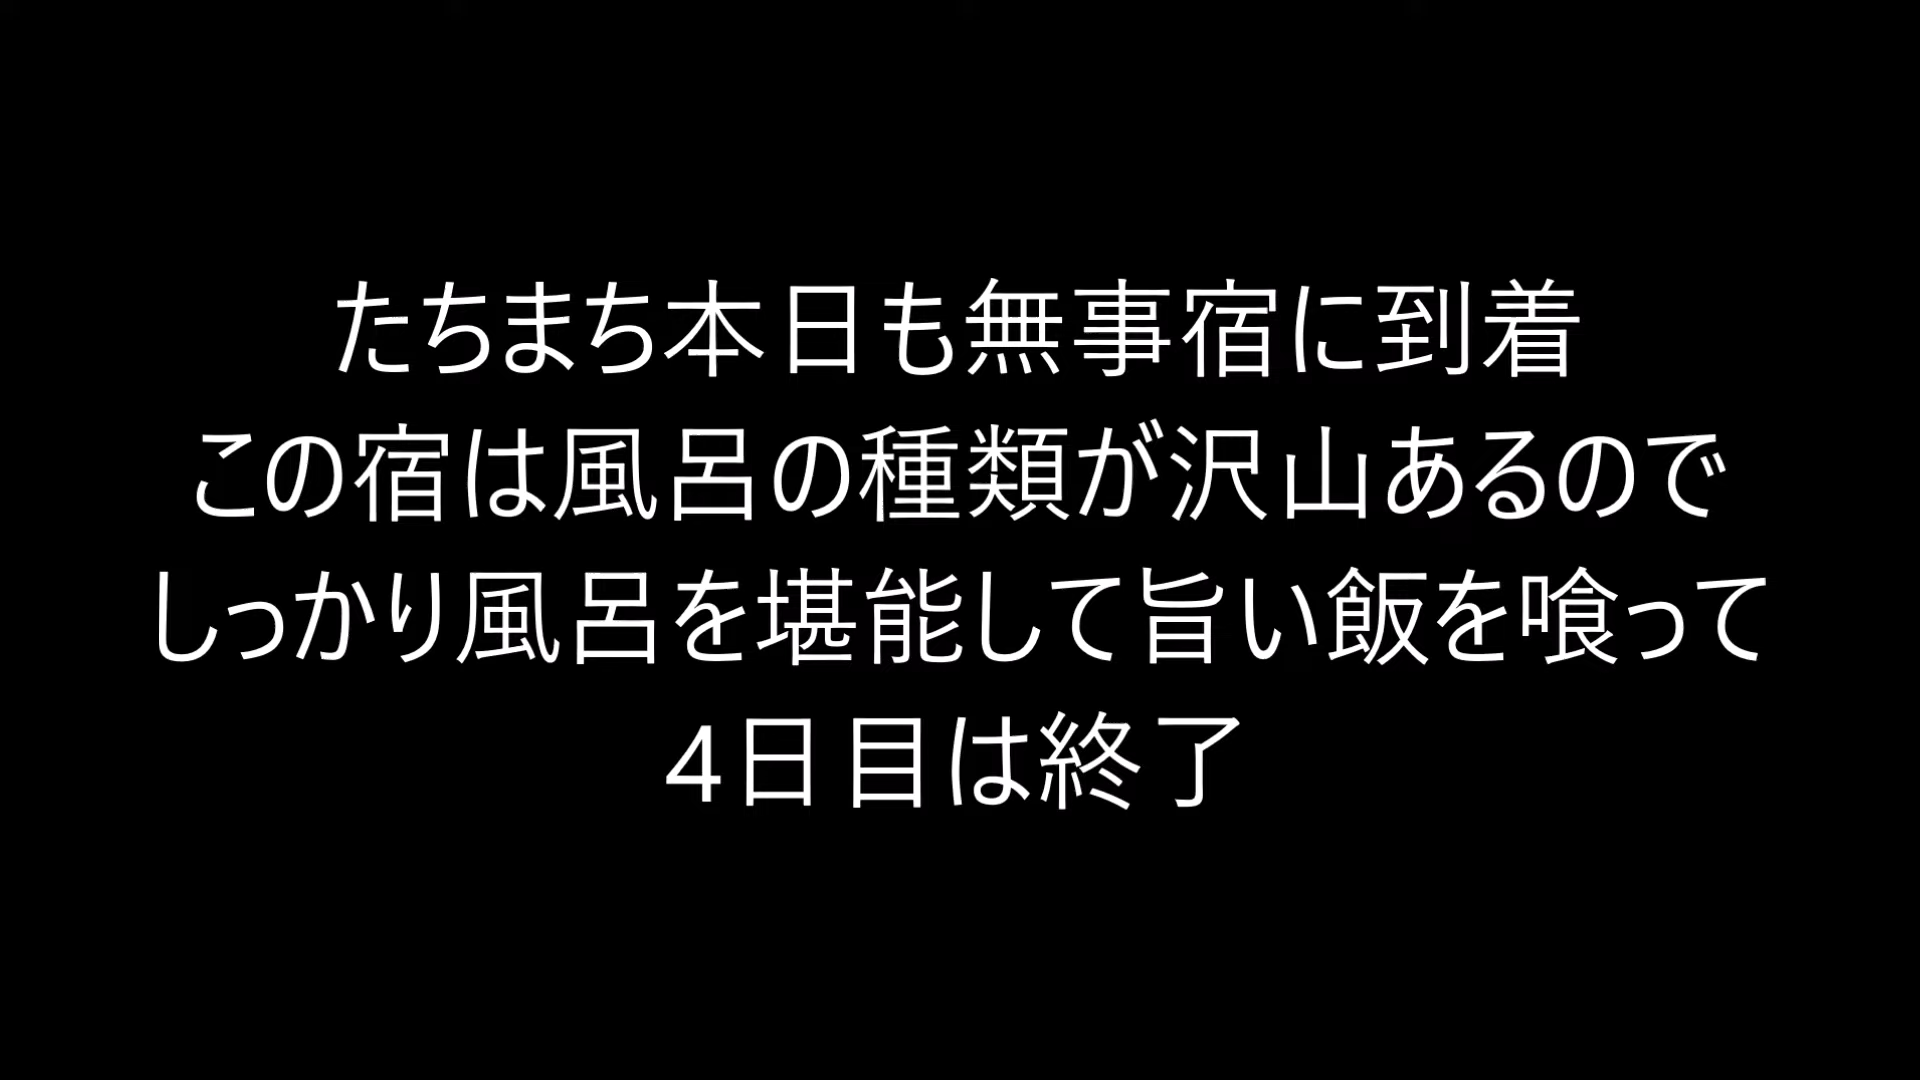 たちまち本日も無事宿に到着
この宿は風呂の種類が沢山あるので
しっかり風呂を堪能して旨い飯を喰って
4日目は終了